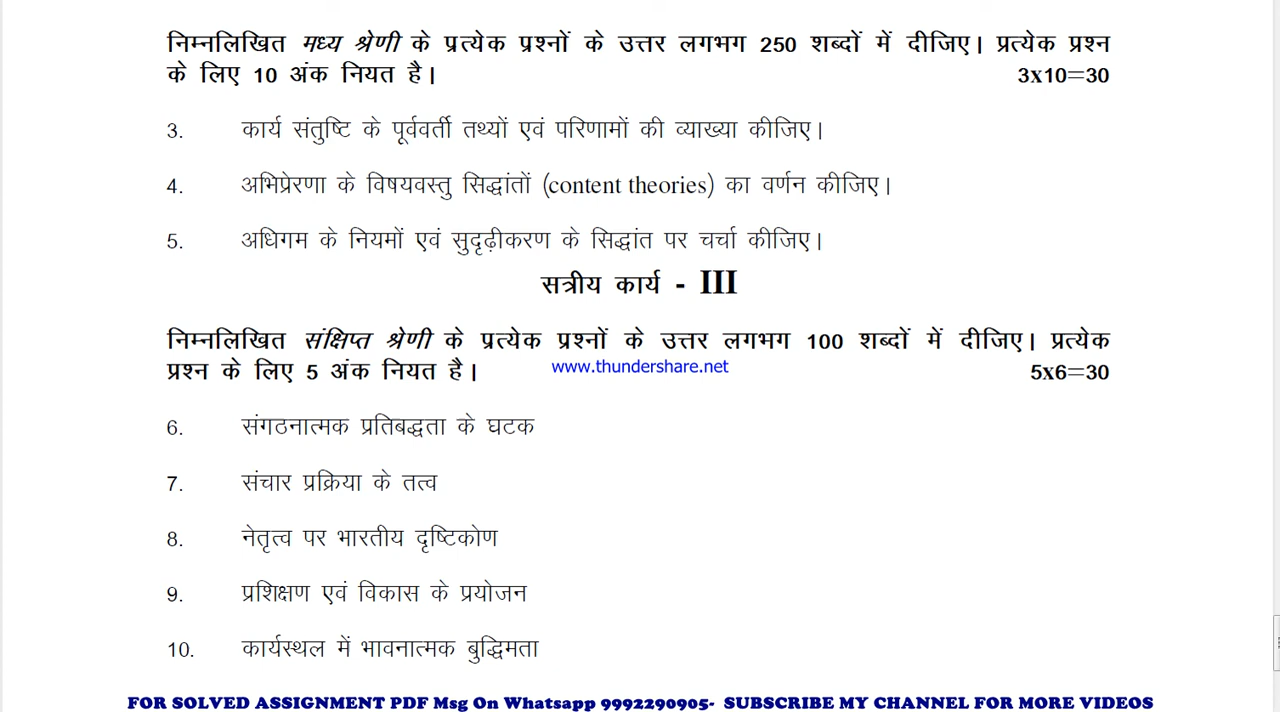 निम्नलिखित मध्य श्रेणी के प्रत्येक प्रश्नों के उत्तर लगभग 250 शब्दों में दीजिए। प्रत्येक प्रश्न
के लिए 10 अंक नियत है। 3x10=30
3. कार्य संतुष्टि के पूर्ववर्ती तथ्यों एवं परिणामों की व्याख्या कीजिए।
4. अभिप्रेरणा के विषयवस्तु सिद्धांतों (content theories) का वर्णन कीजिए।
5. अधिगम के नियमों एवं सुदृढ़ीकरण के सिद्धांत पर चर्चा कीजिए।
सत्रीय कार्य - III
निम्नलिखित संक्षिप्त श्रेणी के प्रत्येक प्रश्नों के उत्तर लगभग 100 शब्दों में दीजिए। प्रत्येक
प्रश्न के लिए 5 अंक नियत है। www.thundershare.net 5x6=30
6. संगठनात्मक प्रतिबद्धता के घटक
7. संचार प्रक्रिया के तत्व
8. नेतृत्व पर भारतीय दृष्टिकोण
9. प्रशिक्षण एवं विकास के प्रयोजन
10. कार्यस्थल में भावनात्मक बुद्धिमता
FOR SOLVED ASSIGNMENT PDF Msg On Whatsapp 9992290905- SUBSCRIBE MY CHANNEL FOR MORE VIDEOS